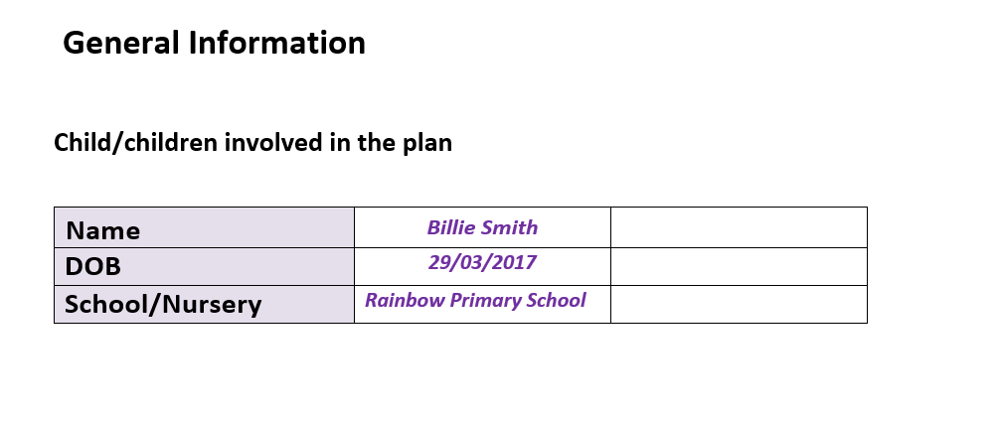 General Information
Child/children involved in the plan
Name Billie Smith
DOB 29/03/2017
School/Nursery Rainbow Primary School